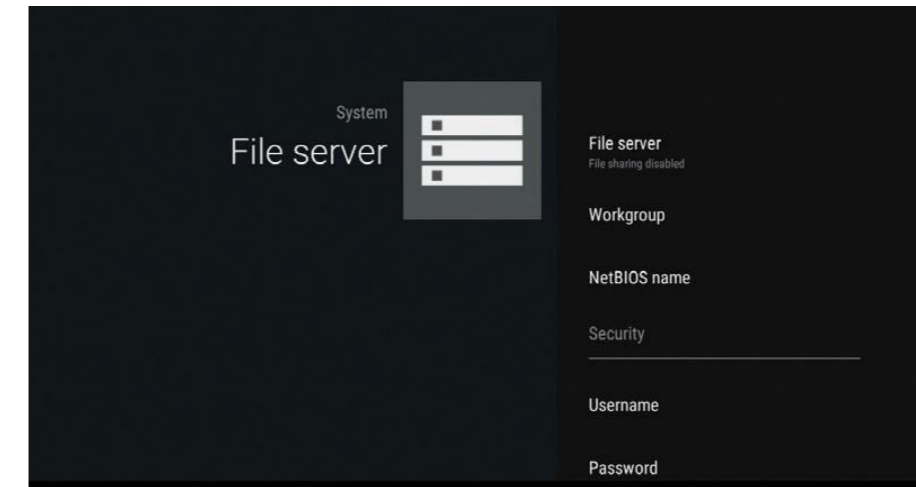 System
File server
File server
File sharing disabled
Workgroup
NetBIOS name
Security
Username
Password